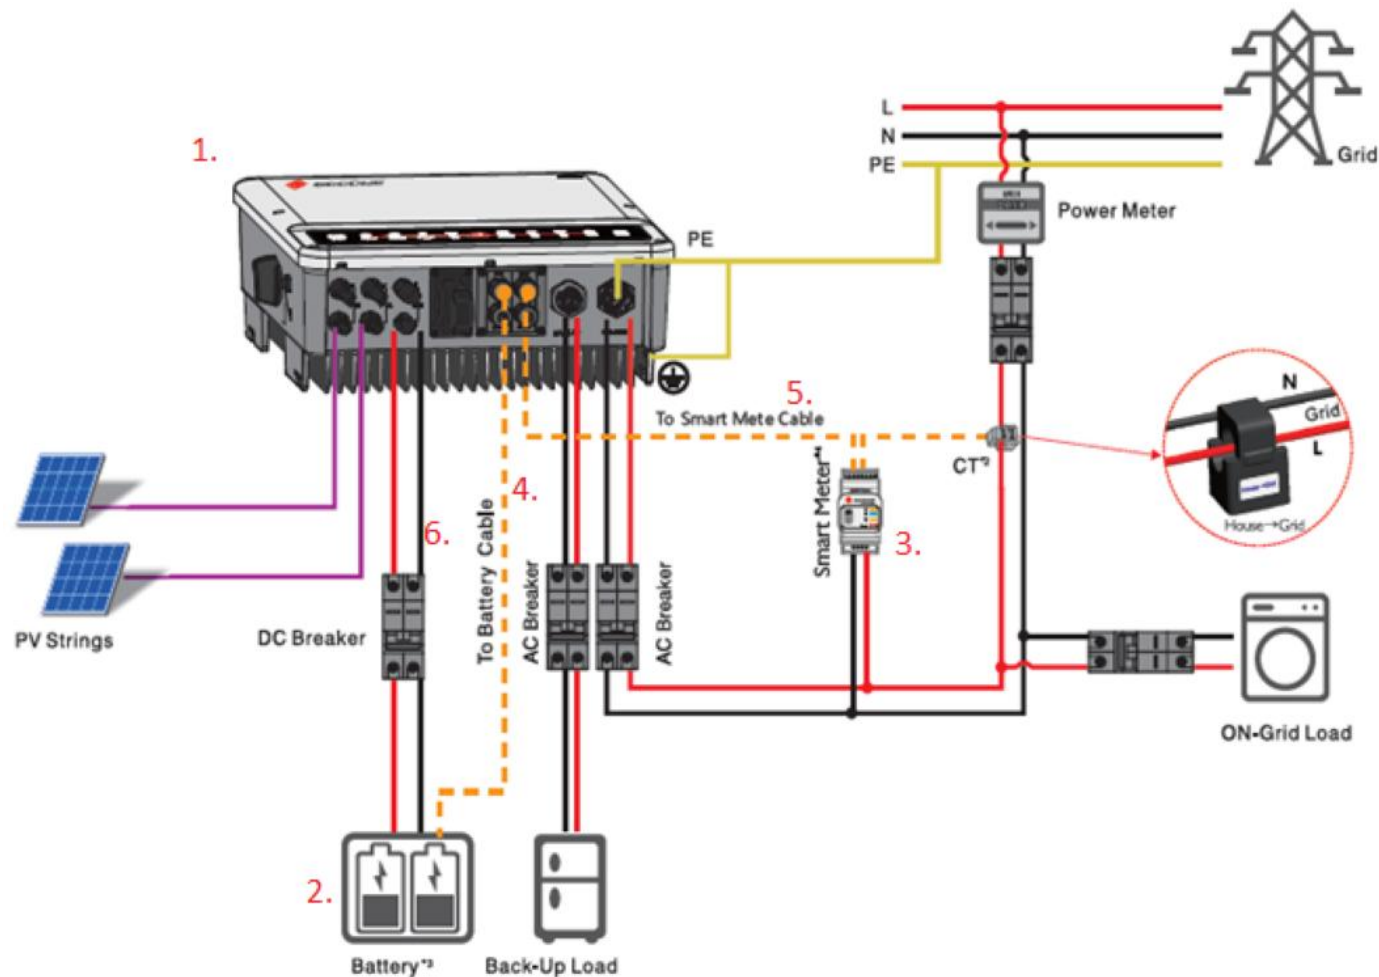 1.
L
N
PE
Grid
Power Meter
PE
5.
To Smart Mete Cable
N
Grid
L
CT*2
House→Grid
Smart Meter*4
3.
4.
To Battery Cable
6.
PV Strings
DC Breaker
AC Breaker
AC Breaker
ON-Grid Load
2.
Battery*3
Back-Up Load